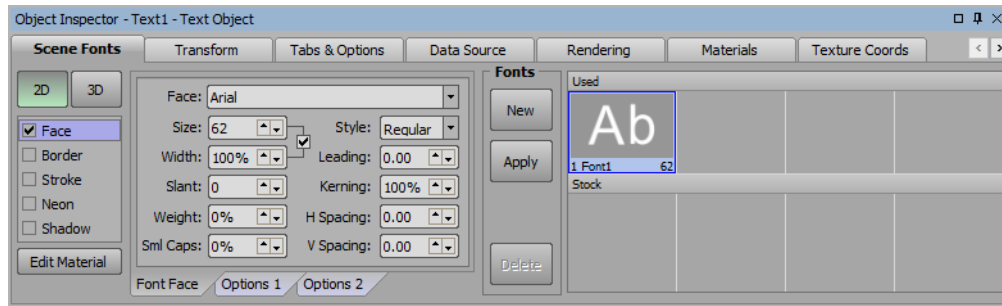 Object Inspector - Text1 - Text Object
Scene Fonts
Transform
Tabs & Options
Data Source
Rendering
Materials
Texture Coords
2D
3D
Face
Border
Stroke
Neon
Shadow
Edit Material
Face: Arial
Size: 62
Style: Regular
Width: 100%
Leading: 0.00
Slant: 0
Kerning: 100%
Weight: 0%
H Spacing: 0.00
Sml Caps: 0%
V Spacing: 0.00
Font Face
Options 1
Options 2
Fonts
New
Apply
Delete
Used
Ab
1 Font1 62
Stock